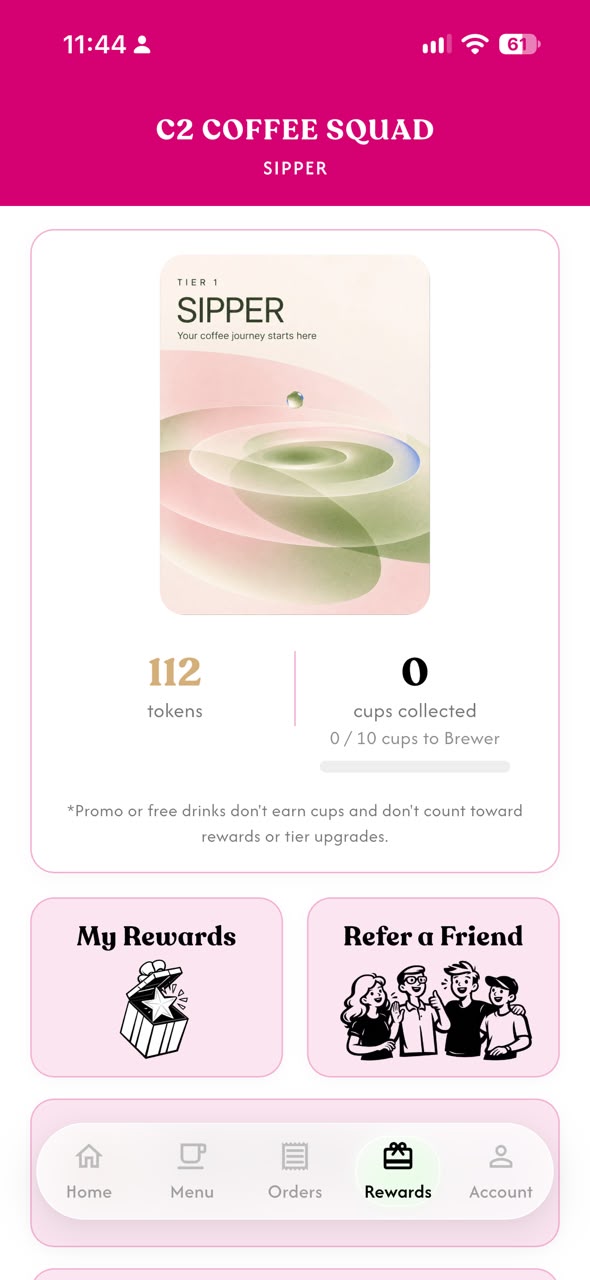 11:44
61
C2 COFFEE SQUAD
SIPPER
TIER 1
SIPPER
Your coffee journey starts here
112
tokens
0
cups collected
0 / 10 cups to Brewer
*Promo or free drinks don't earn cups and don't count toward
rewards or tier upgrades.
My Rewards
Refer a Friend
Home
Menu
Orders
Rewards
Account